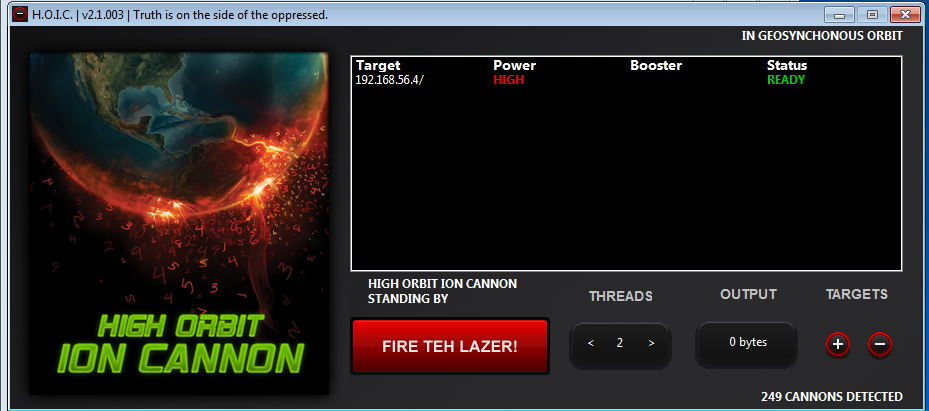 H.O.I.C. | v2.1.003 | Truth is on the side of the oppressed.
IN GEOSYNCHONOUS ORBIT
Target Power Booster Status
192.168.56.4/ HIGH READY
HIGH ORBIT
ION CANNON
HIGH ORBIT ION CANNON
STANDING BY
THREADS OUTPUT TARGETS
FIRE TEH LAZER! < 2 > 0 bytes + −
249 CANNONS DETECTED